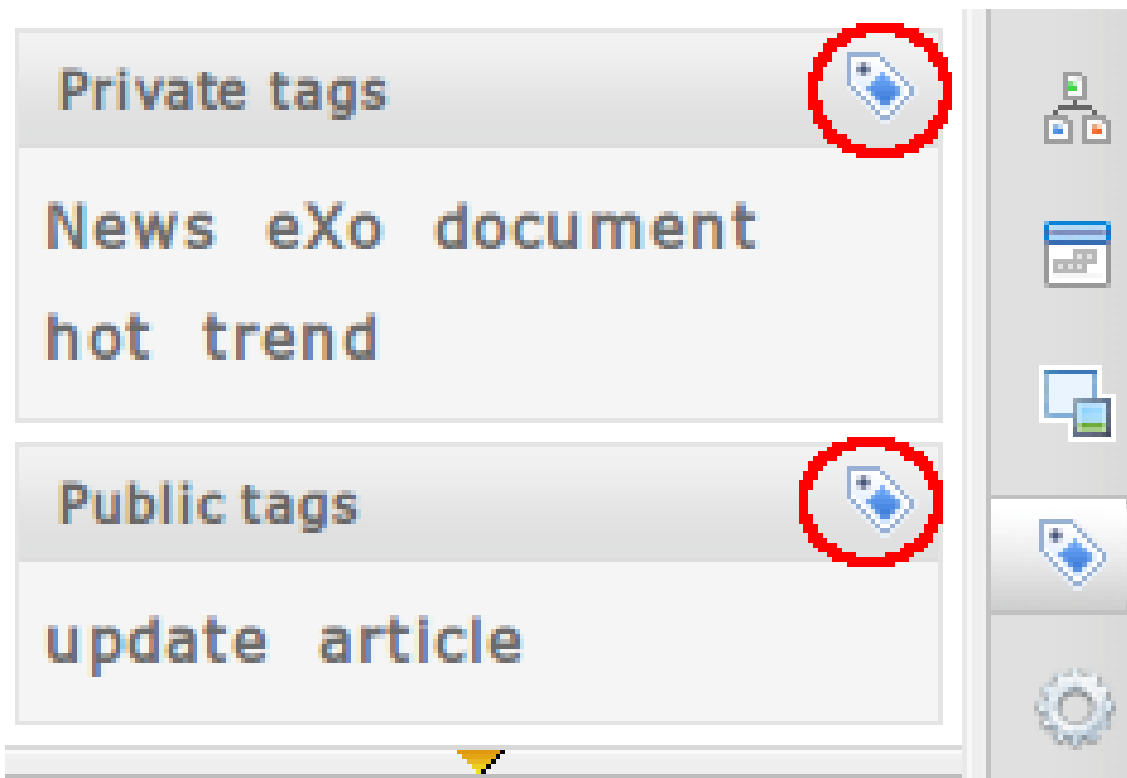 Private tags
News eXo document
hot trend
Public tags
update article